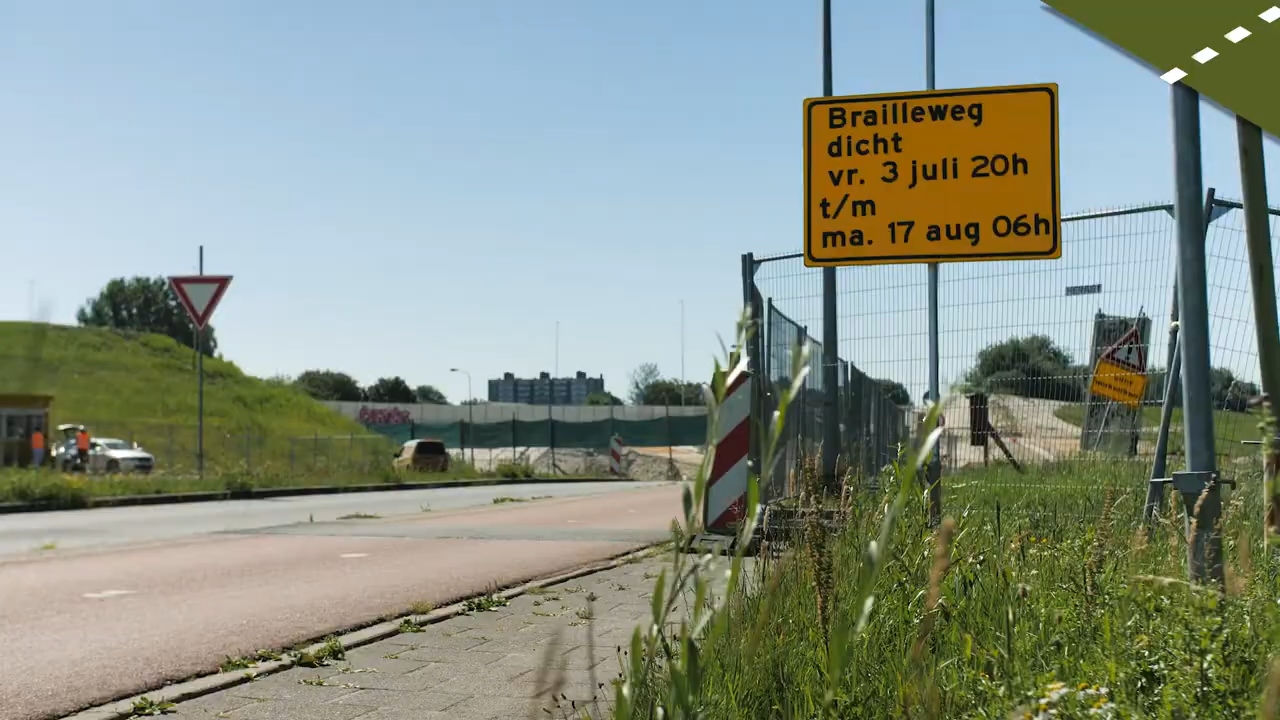 Brailleweg
dicht
vr. 3 juli 20h
t/m
ma. 17 aug 06h